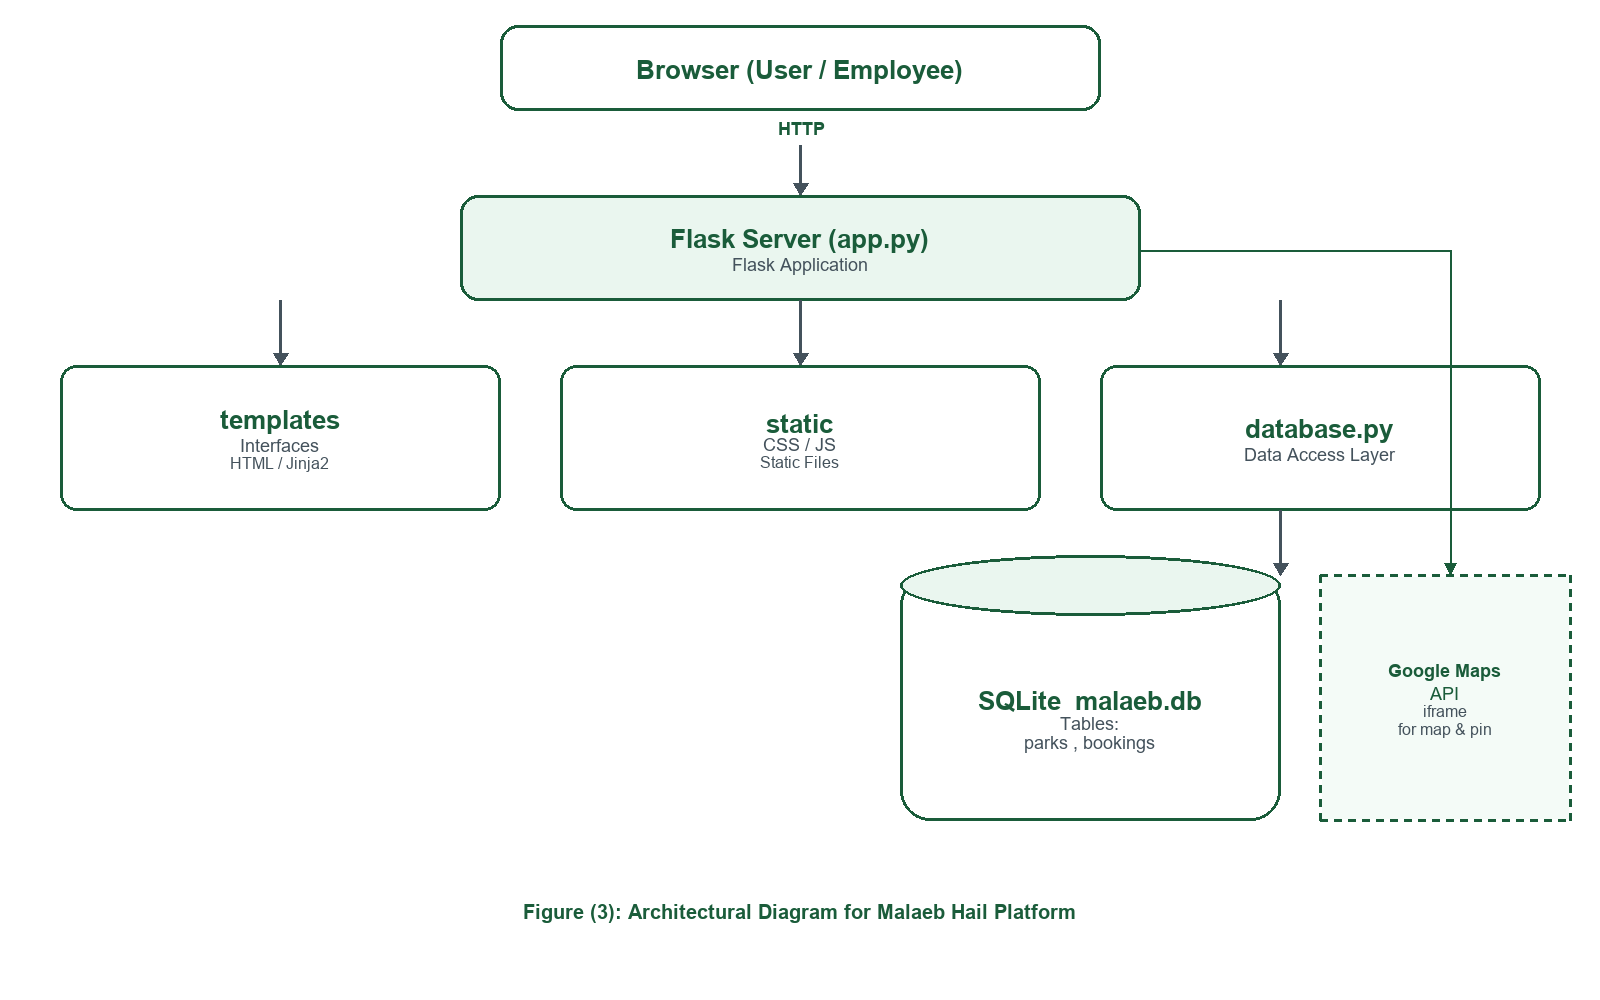 Browser (User / Employee)
HTTP
Flask Server (app.py)
Flask Application
templates
Interfaces
HTML / Jinja2
static
CSS / JS
Static Files
database.py
Data Access Layer
SQLite  malaeb.db
Tables:
parks , bookings
Google Maps
API
iframe
for map & pin
Figure (3): Architectural Diagram for Malaeb Hail Platform